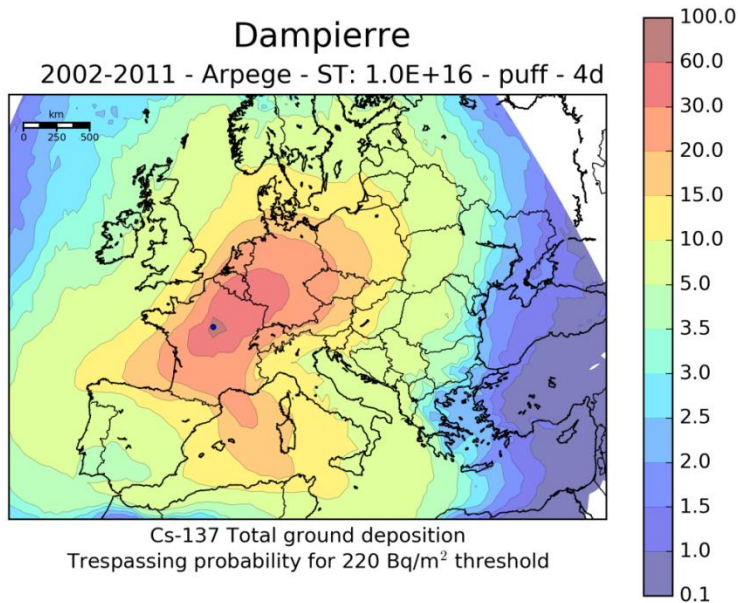 Dampierre
2002-2011 - Arpege - ST: 1.0E+16 - puff - 4d
km
0 250 500
Cs-137 Total ground deposition
Trespassing probability for 220 Bq/m² threshold
100.0
60.0
30.0
20.0
15.0
10.0
5.0
3.5
3.0
2.5
2.0
1.5
1.0
0.1